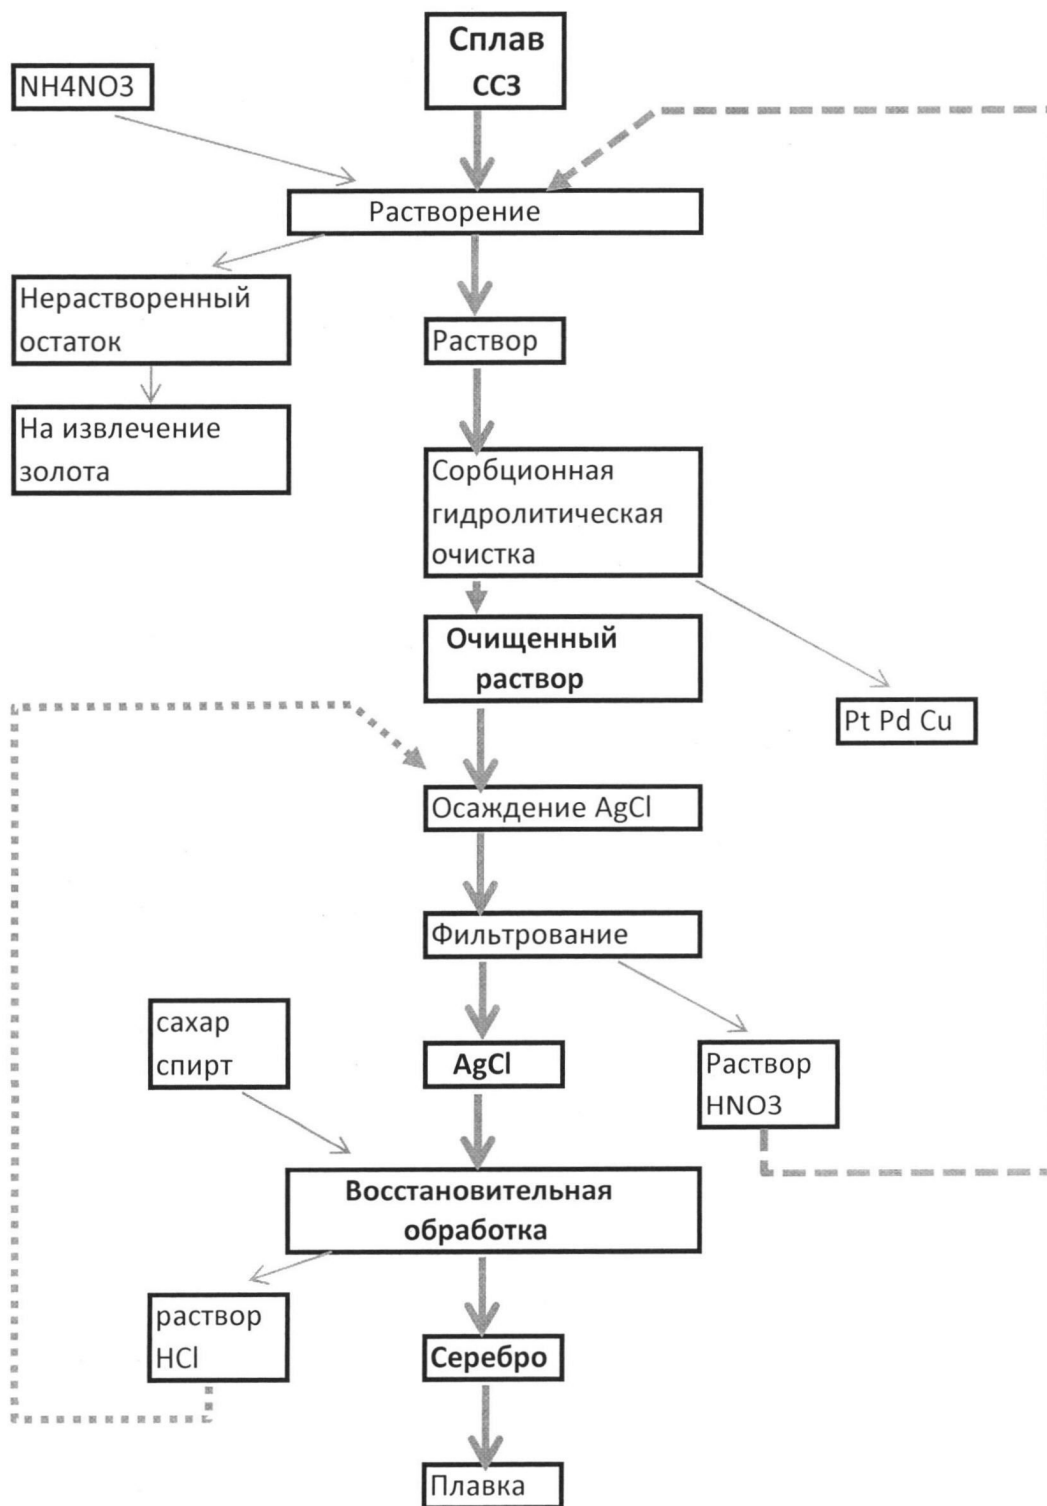 Сплав
ССЗ
NH4NO3
Растворение
Нерастворенный
остаток
Раствор
На извлечение
золота
Сорбционная
гидролитическая
очистка
Очищенный
раствор
Pt Pd Cu
Осаждение AgCl
Фильтрование
сахар
спирт
AgCl
Раствор
HNO3
Восстановительная
обработка
раствор
HCl
Серебро
Плавка